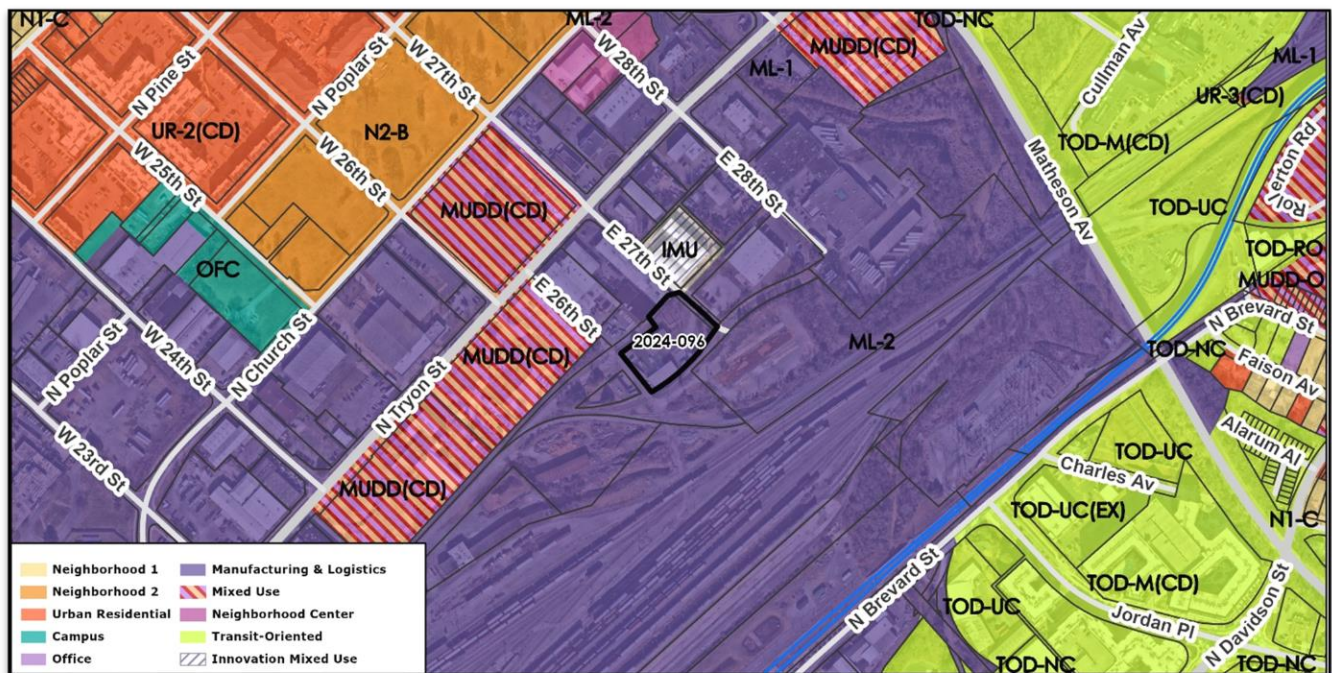 N1-C
ML-2
TOD-NC
N Pine St
N Poplar St
W 27th St
W 28th St
MUDD(CD)
ML-1
Cullman Av
ML-1
UR-2(CD)
N2-B
UR-3(CD)
W 25th St
W 26th St
E 28th St
Matheson Av
TOD-M(CD)
Rol
erton Rd
MUDD(CD)
TOD-UC
OFC
E 27th St
IMU
TOD-RO
MUDD-O
E 26th St
N Poplar St
W 24th St
N Church St
N Tryon St
MUDD(CD)
2024-096
ML-2
N Brevard St
TOD-NC
Faison Av
W 23rd St
Alarum Al
TOD-UC
Charles Av
MUDD(CD)
TOD-UC(EX)
N1-C
N Brevard St
TOD-M(CD)
TOD-UC
Jordan Pl
N Davidson St
TOD-NC
TOD-NC
Neighborhood 1
Neighborhood 2
Urban Residential
Campus
Office
Manufacturing & Logistics
Mixed Use
Neighborhood Center
Transit-Oriented
Innovation Mixed Use